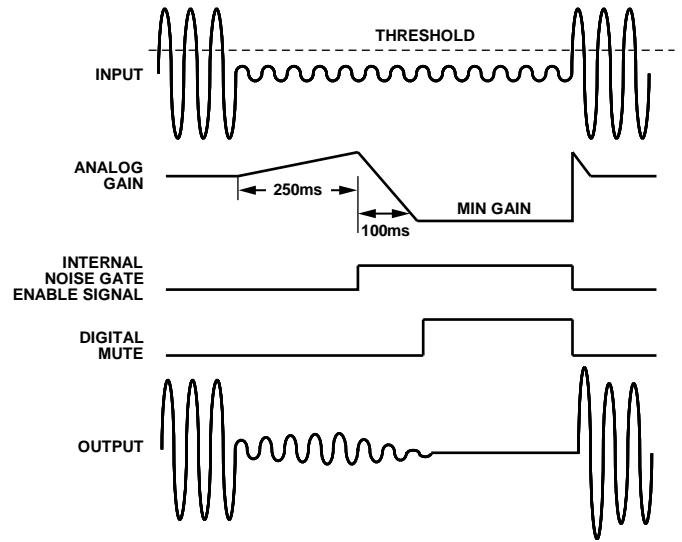 THRESHOLD
INPUT
ANALOG
GAIN
250ms
MIN GAIN
100ms
INTERNAL
NOISE GATE
ENABLE SIGNAL
DIGITAL
MUTE
OUTPUT